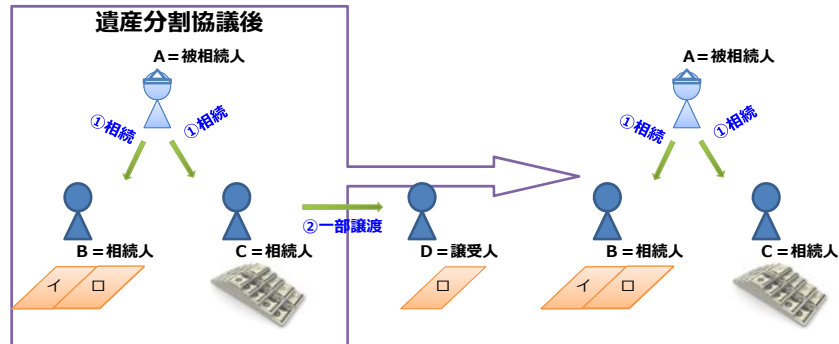 遺産分割協議後
A＝被相続人
A＝被相続人
①相続
①相続
①相続
①相続
②一部譲渡
B＝相続人
C＝相続人
D＝譲受人
B＝相続人
C＝相続人
イ
ロ
ロ
イ
ロ